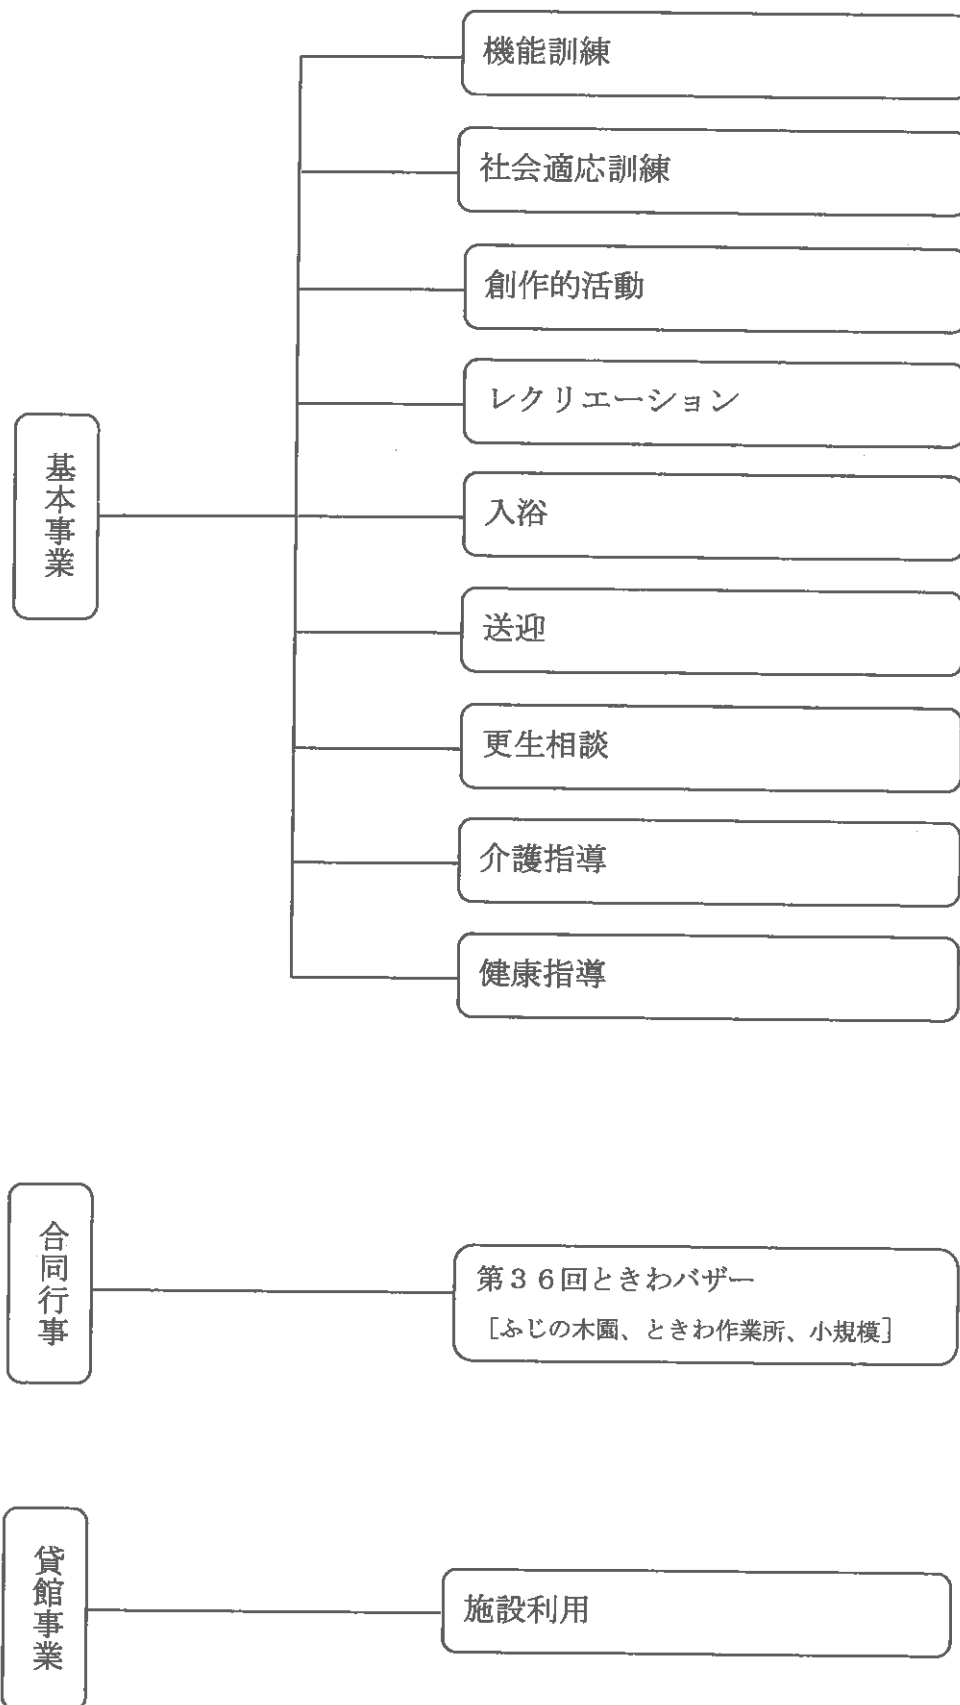 基本事業
機能訓練
社会適応訓練
創作的活動
レクリエーション
入浴
送迎
更生相談
介護指導
健康指導
合同行事
第３６回ときわバザー
［ふじの木園、ときわ作業所、小規模］
貸館事業
施設利用